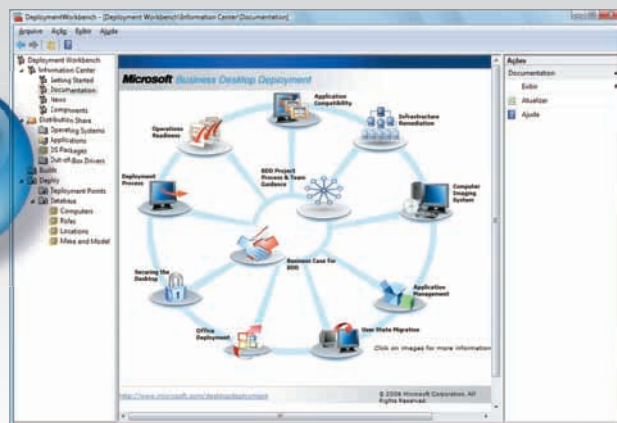 DeploymentWorkbench - [Deployment Workbench\Information Center\Documentation]
Arquivo Ação Exibir Ajuda
Deployment Workbench
Information Center
Getting Started
Documentation
News
Components
Distribution Share
Operating Systems
Applications
OS Packages
Out-of-Box Drivers
Builds
Deploy
Deployment Points
Database
Computers
Roles
Locations
Make and Model
Microsoft Business Desktop Deployment
Application
Compatibility
Infrastructure
Remediation
Operations
Readiness
BDD Project
Process & Team
Guidance
Deployment
Process
Computer
Imaging
System
Business Case for
BDD
Securing the
Desktop
Application
Management
Office
Deployment
User State Migration
Click on images for more information
http://www.microsoft.com/desktopdeployment
© 2006 Microsoft Corporation. All
Rights Reserved.
Ações
Documentation
Exibir
Atualizar
Ajuda